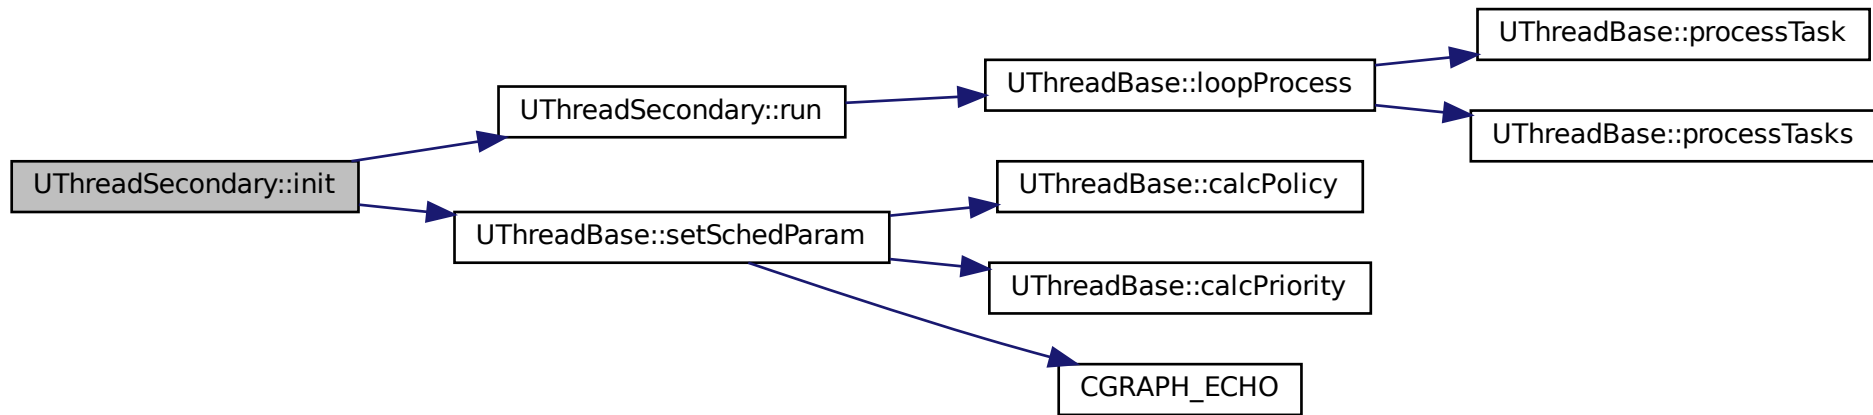 UThreadBase::processTask
UThreadBase::loopProcess
UThreadSecondary::run
UThreadBase::processTasks
UThreadSecondary::init
UThreadBase::calcPolicy
UThreadBase::setSchedParam
UThreadBase::calcPriority
CGRAPH_ECHO